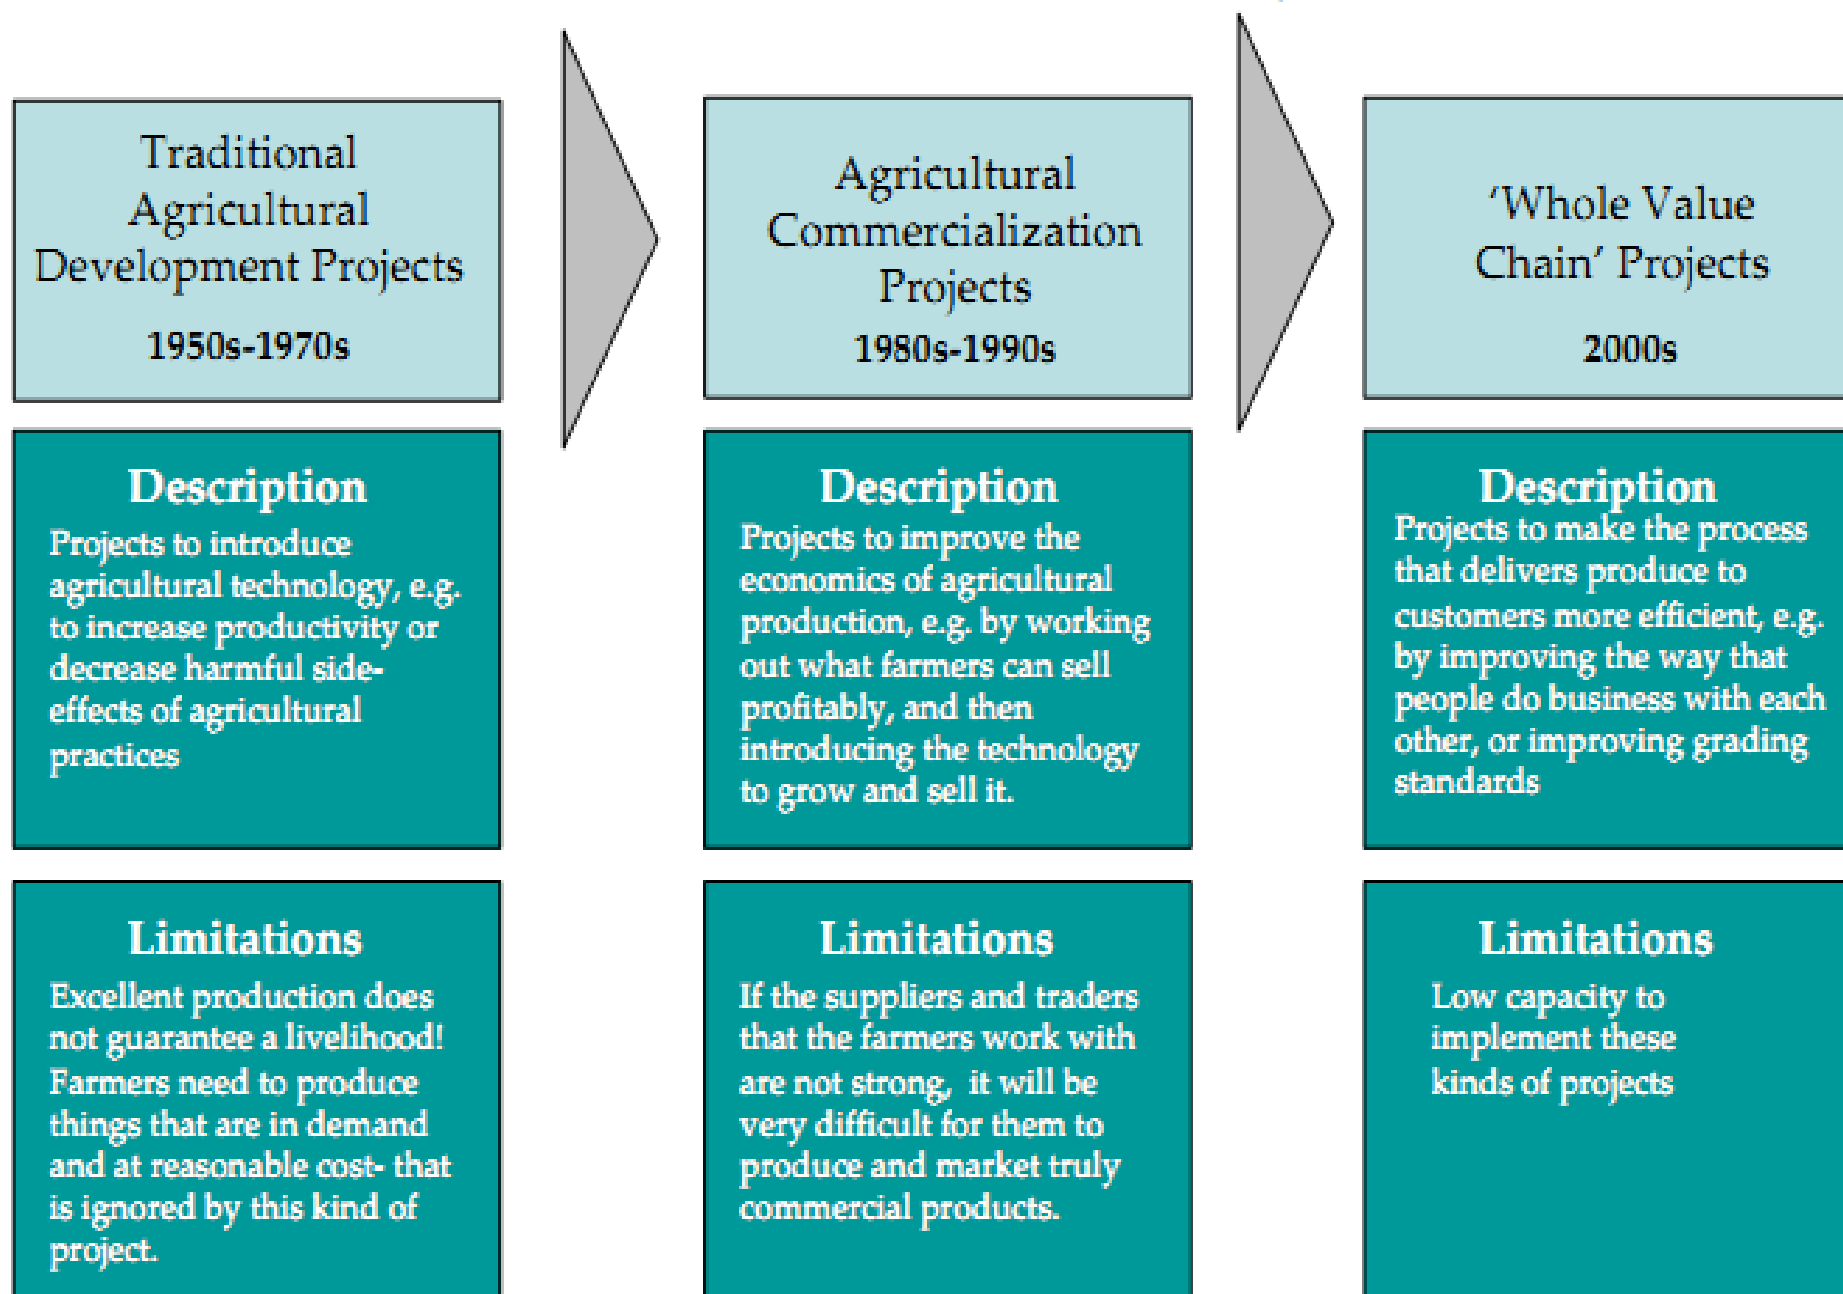 Traditional
Agricultural
Development Projects
1950s-1970s
Description
Projects to introduce
agricultural technology, e.g.
to increase productivity or
decrease harmful side-
effects of agricultural
practices
Limitations
Excellent production does
not guarantee a livelihood!
Farmers need to produce
things that are in demand
and at reasonable cost- that
is ignored by this kind of
project.
Agricultural
Commercialization
Projects
1980s-1990s
Description
Projects to improve the
economics of agricultural
production, e.g. by working
out what farmers can sell
profitably, and then
introducing the technology
to grow and sell it.
Limitations
If the suppliers and traders
that the farmers work with
are not strong, it will be
very difficult for them to
produce and market truly
commercial products.
‘Whole Value
Chain’ Projects
2000s
Description
Projects to make the process
that delivers produce to
customers more efficient, e.g.
by improving the way that
people do business with each
other, or improving grading
standards
Limitations
Low capacity to
implement these
kinds of projects